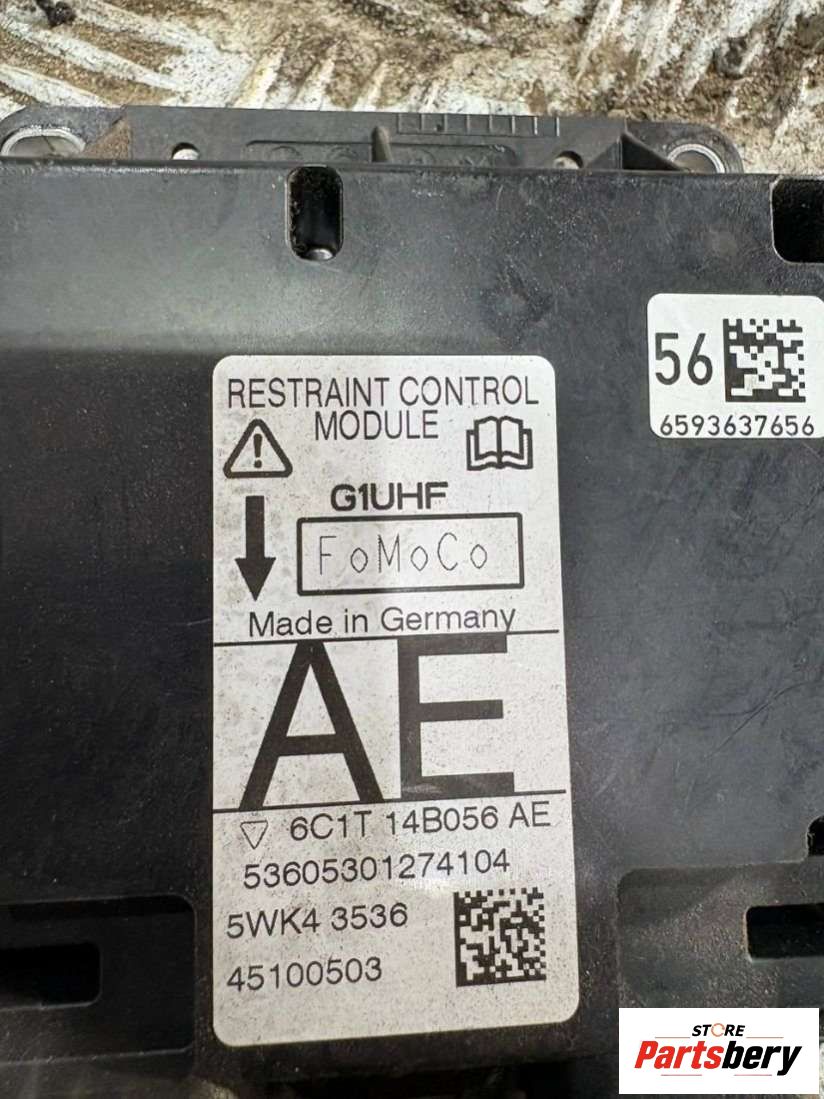 56
6593637656
RESTRAINT CONTROL
MODULE
G1UHF
FoMoCo
Made in Germany
AE
6C1T 14B056 AE
53605301274104
5WK4 3536
45100503
STORE
Partsbery